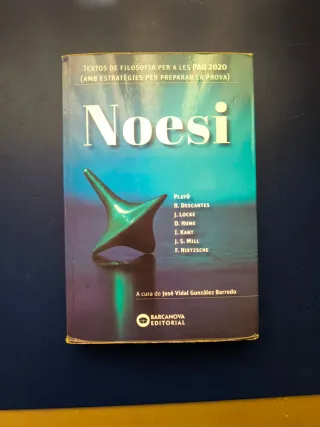 TEXTOS DE FILOSOFIA PER A LES PAU 2020
(AMB ESTRATÈGIES PER PREPARAR LA PROVA)
Noesi
PLATÓ
R. DESCARTES
J. LOCKE
D. HUME
I. KANT
J. S. MILL
F. NIETZSCHE
A cura de José Vidal González Barredo
BARCANOVA
EDITORIAL